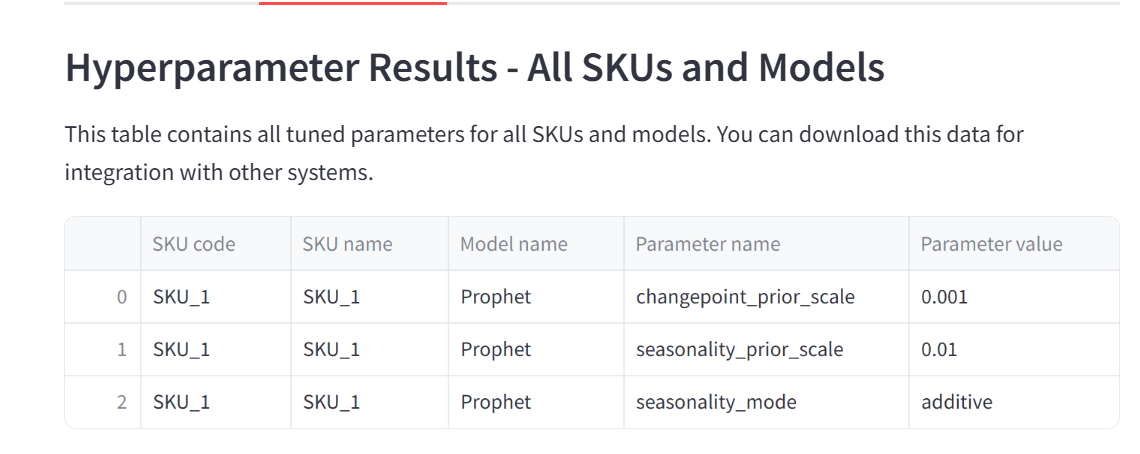 Hyperparameter Results - All SKUs and Models
This table contains all tuned parameters for all SKUs and models. You can download this data for
integration with other systems.
SKU code SKU name Model name Parameter name Parameter value
0 SKU_1 SKU_1 Prophet changepoint_prior_scale 0.001
1 SKU_1 SKU_1 Prophet seasonality_prior_scale 0.01
2 SKU_1 SKU_1 Prophet seasonality_mode additive